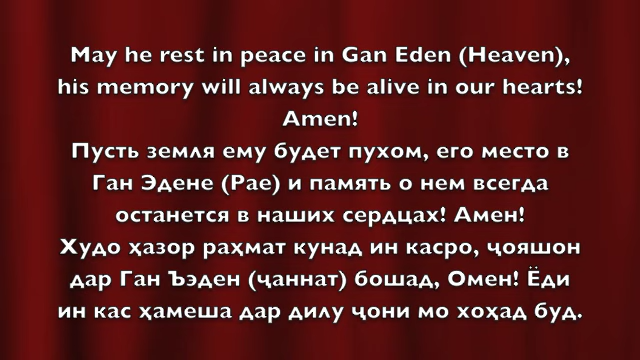 May he rest in peace in Gan Eden (Heaven),
his memory will always be alive in our hearts!
Amen!
Пусть земля ему будет пухом, его место в
Ган Эдене (Рае) и память о нем всегда
останется в наших сердцах! Амен!
Худо ҳазор раҳмат кунад ин касро, ҷояшон
дар Ган Ъэден (ҷаннат) бошад, Омен! Ёди
ин кас ҳамеша дар дилу ҷони мо хоҳад буд.